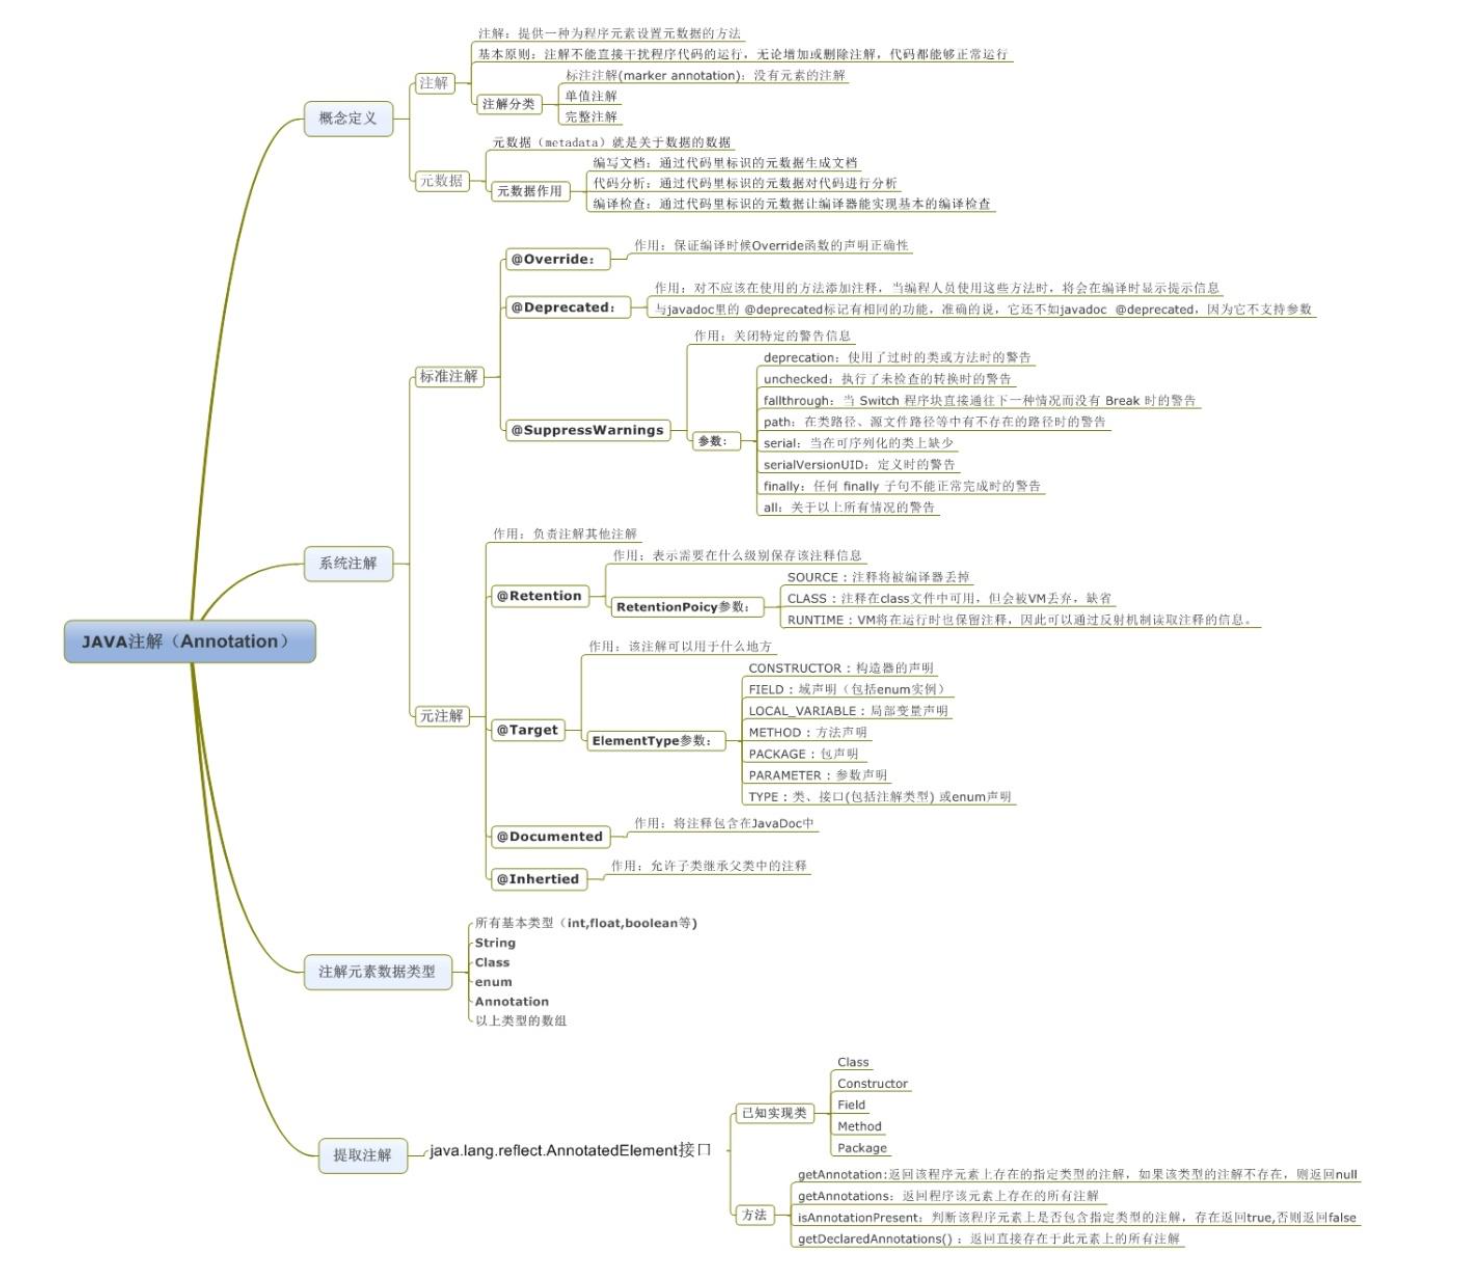 JAVA注解（Annotation）
概念定义
注解
注解：提供一种为程序元素设置元数据的方法
基本原则：注解不能直接干扰程序代码的运行，无论增加或删除注解，代码都能够正常运行
注解分类
标注注解(marker annotation)：没有元素的注解
单值注解
完整注解
元数据
元数据（metadata）就是关于数据的数据
元数据作用
编写文档：通过代码里标识的元数据生成文档
代码分析：通过代码里标识的元数据对代码进行分析
编译检查：通过代码里标识的元数据让编译器能实现基本的编译检查
系统注解
标准注解
@Override：
作用：保证编译时候Override函数的声明正确性
@Deprecated：
作用：对不应该在使用的方法添加注释，当编程人员使用这些方法时，将会在编译时显示提示信息
与javadoc里的 @deprecated标记有相同的功能，准确的说，它还不如javadoc @deprecated，因为它不支持参数
@SuppressWarnings
作用：关闭特定的警告信息
参数：
deprecation：使用了过时的类或方法时的警告
unchecked：执行了未检查的转换时的警告
fallthrough：当 Switch 程序块直接通往下一种情况而没有 Break 时的警告
path：在类路径、源文件路径等中有不存在的路径时的警告
serial：当在可序列化的类上缺少
serialVersionUID：定义时的警告
finally：任何 finally 子句不能正常完成时的警告
all：关于以上所有情况的警告
元注解
作用：负责注解其他注解
@Retention
作用：表示需要在什么级别保存该注释信息
RetentionPoicy参数：
SOURCE：注释将被编译器丢掉
CLASS：注释在class文件中可用，但会被VM丢弃，缺省
RUNTIME：VM将在运行时也保留注释，因此可以通过反射机制读取注释的信息。
@Target
作用：该注解可以用于什么地方
ElementType参数：
CONSTRUCTOR：构造器的声明
FIELD：域声明（包括enum实例）
LOCAL_VARIABLE：局部变量声明
METHOD：方法声明
PACKAGE：包声明
PARAMETER：参数声明
TYPE：类、接口(包括注解类型) 或enum声明
@Documented
作用：将注释包含在JavaDoc中
@Inhertied
作用：允许子类继承父类中的注释
注解元素数据类型
所有基本类型（int,float,boolean等)
String
Class
enum
Annotation
以上类型的数组
提取注解
java.lang.reflect.AnnotatedElement接口
已知实现类
Class
Constructor
Field
Method
Package
方法
getAnnotation:返回该程序元素上存在的指定类型的注解，如果该类型的注解不存在，则返回null
getAnnotations：返回程序该元素上存在的所有注解
isAnnotationPresent：判断该程序元素上是否包含指定类型的注解，存在返回true,否则返回false
getDeclaredAnnotations()：返回直接存在于此元素上的所有注解